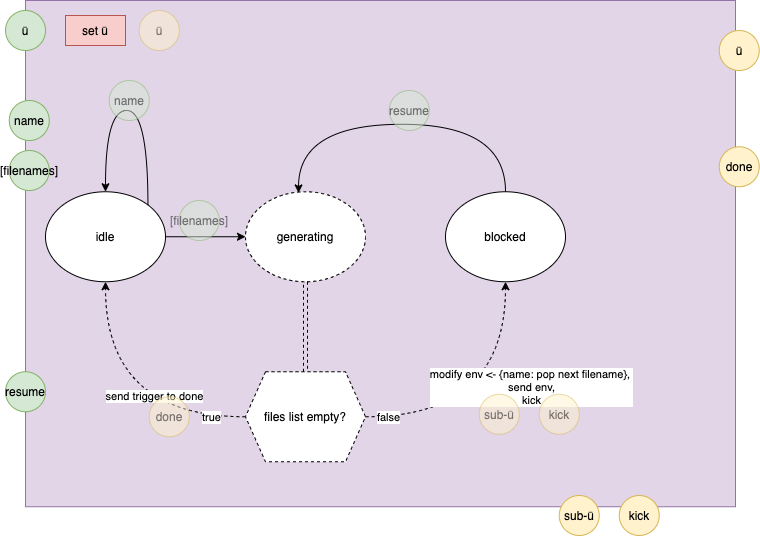 ü
set ü
ü
ü
name
resume
name
done
[filenames]
[filenames]
idle
generating
blocked
modify env <- {name: pop next filename},
send env,
kick
resume
send trigger to done
done
true
files list empty?
false
sub-ü
kick
sub-ü
kick